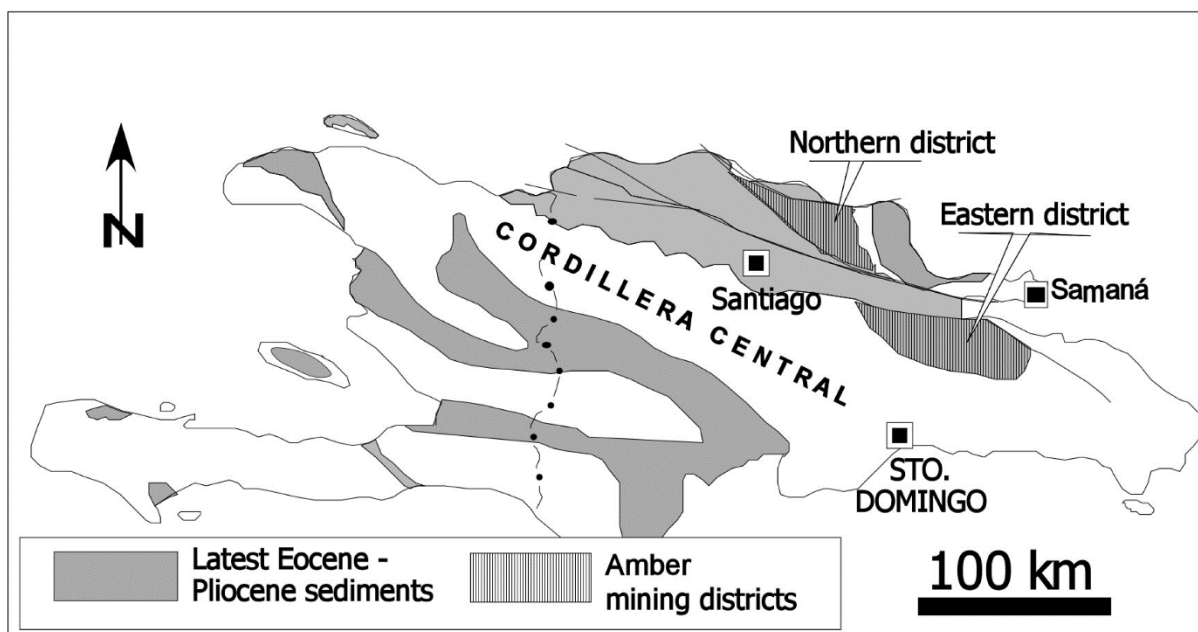 Northern district
Eastern district
N
CORDILLERA CENTRAL
Santiago
Samaná
STO.
DOMINGO
Latest Eocene -
Pliocene sediments
Amber
mining districts
100 km